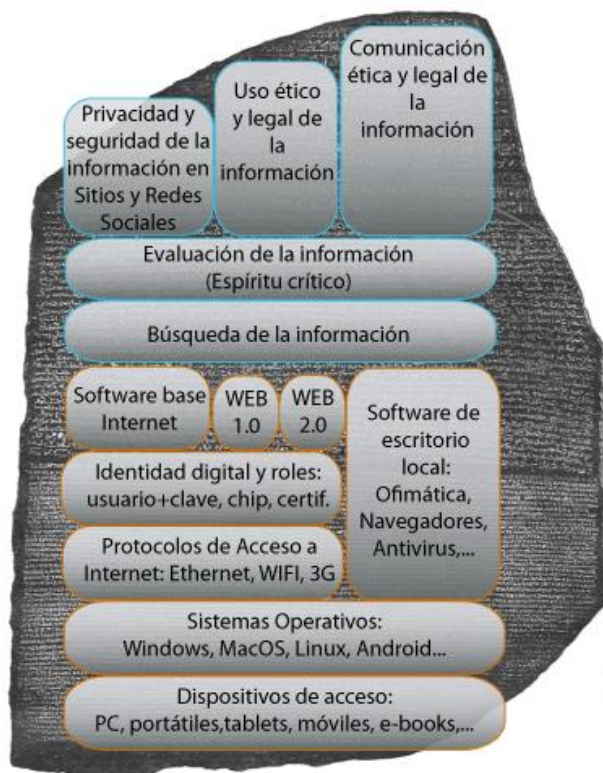 Comunicación
ética y legal de
la
información
Uso ético
y legal de
la
información
Privacidad y
seguridad de la
información en
Sitios y Redes
Sociales
Evaluación de la información
(Espíritu crítico)
Búsqueda de la información
Software base
Internet
WEB
1.0
WEB
2.0
Software de
escritorio
local:
Ofimática,
Navegadores,
Antivirus,...
Identidad digital y roles:
usuario+clave, chip, certif.
Protocolos de Acceso a
Internet: Ethernet, WIFI, 3G
Sistemas Operativos:
Windows, MacOS, Linux, Android...
Dispositivos de acceso:
PC, portátiles,tablets, móviles, e-books,...